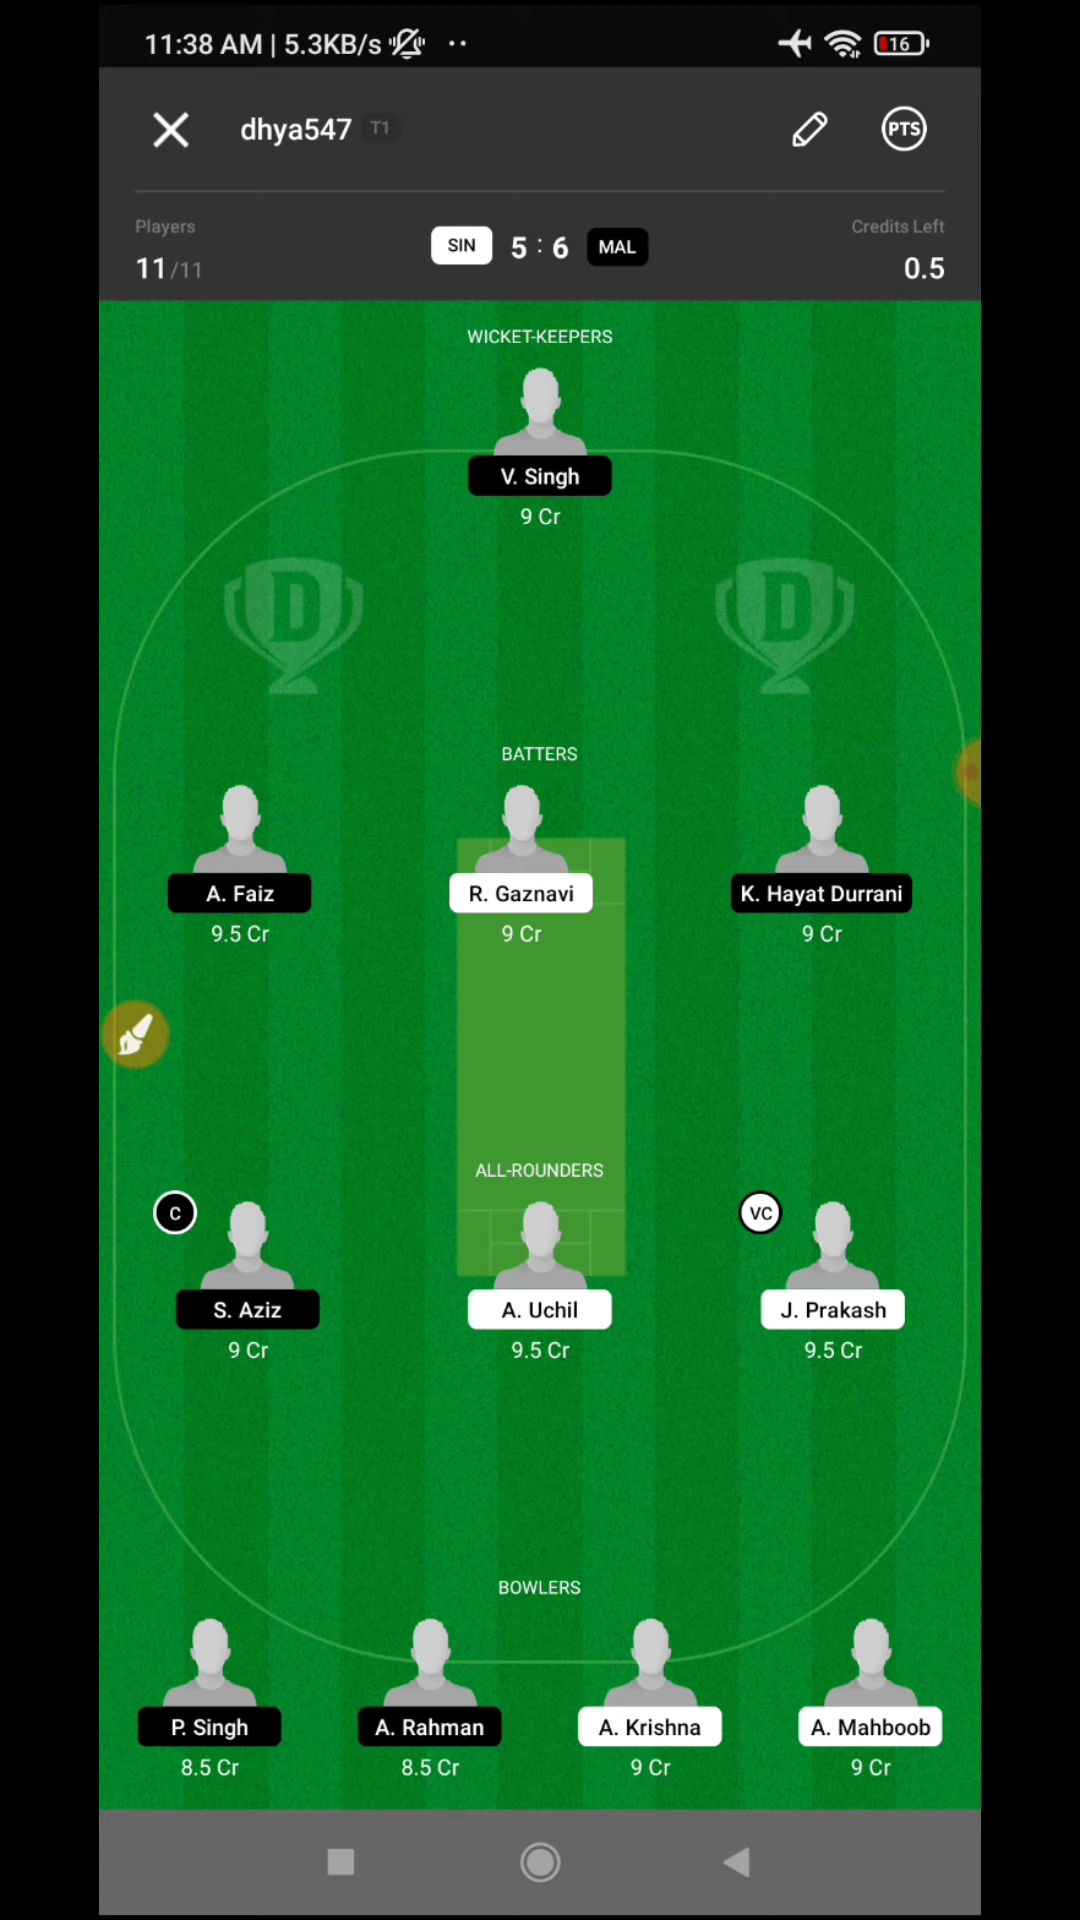 11:38 AM | 5.3KB/s
16
dhya547 T1
PTS
Players
Credits Left
11/11
SIN 5 : 6 MAL
0.5
WICKET-KEEPERS
V. Singh
9 Cr
D D
BATTERS
A. Faiz R. Gaznavi K. Hayat Durrani
9.5 Cr 9 Cr 9 Cr
ALL-ROUNDERS
C VC
S. Aziz A. Uchil J. Prakash
9 Cr 9.5 Cr 9.5 Cr
BOWLERS
P. Singh A. Rahman A. Krishna A. Mahboob
8.5 Cr 8.5 Cr 9 Cr 9 Cr